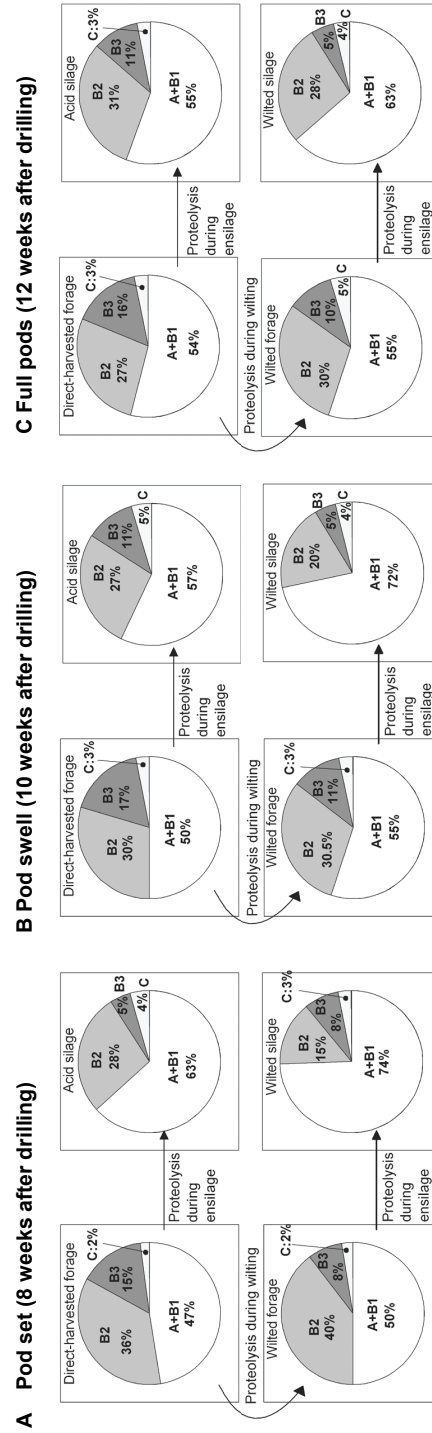 A Pod set (8 weeks after drilling)
Direct-harvested forage
C:2%
B3
15%
B2
36%
A+B1
47%
Proteolysis
during
ensilage
Acid silage
B2
28%
B3
5%
C
4%
A+B1
63%
Proteolysis during wilting
Wilted forage
C:2%
B3
8%
B2
40%
A+B1
50%
Proteolysis
during
ensilage
Wilted silage
C:3%
B2
15%
B3
8%
A+B1
74%
B Pod swell (10 weeks after drilling)
Direct-harvested forage
C:3%
B2
30%
B3
17%
A+B1
50%
Proteolysis
during
ensilage
Acid silage
B2
27%
B3
11%
C
5%
A+B1
57%
Proteolysis during wilting
Wilted forage
C:3%
B2
30.5%
B3
11%
A+B1
55%
Proteolysis
during
ensilage
Wilted silage
B2
20%
B3
5%
C
4%
A+B1
72%
C Full pods (12 weeks after drilling)
Direct-harvested forage
C:3%
B2
27%
B3
16%
A+B1
54%
Proteolysis
during
ensilage
Acid silage
C:3%
B2
31%
B3
11%
A+B1
55%
Proteolysis during wilting
Wilted forage
B2
30%
B3
10%
C
5%
A+B1
55%
Proteolysis
during
ensilage
Wilted silage
B2
28%
B3
5%
C
4%
A+B1
63%